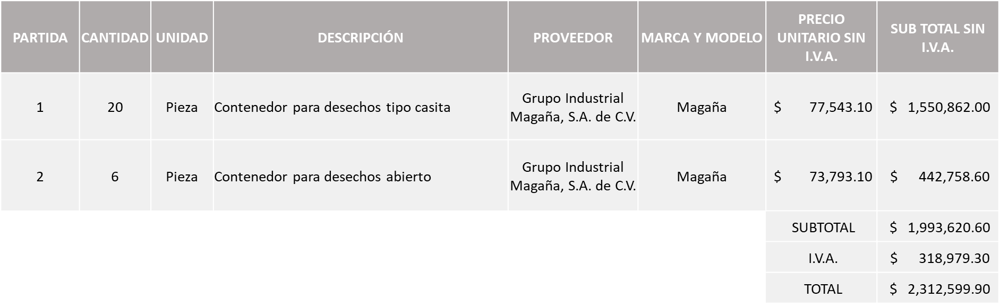 PARTIDA CANTIDAD UNIDAD DESCRIPCIÓN PROVEEDOR MARCA Y MODELO PRECIO UNITARIO SIN I.V.A. SUB TOTAL SIN I.V.A.
1 20 Pieza Contenedor para desechos tipo casita Grupo Industrial Magaña, S.A. de C.V. Magaña $ 77,543.10 $ 1,550,862.00
2 6 Pieza Contenedor para desechos abierto Grupo Industrial Magaña, S.A. de C.V. Magaña $ 73,793.10 $ 442,758.60
SUBTOTAL $ 1,993,620.60
I.V.A. $ 318,979.30
TOTAL $ 2,312,599.90